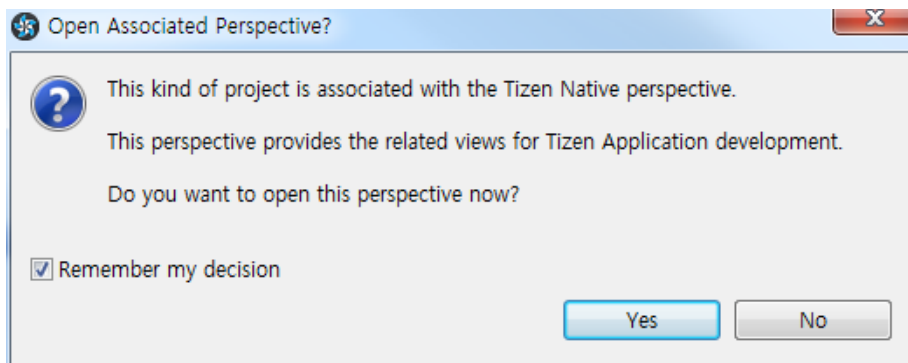 Open Associated Perspective?
This kind of project is associated with the Tizen Native perspective.
This perspective provides the related views for Tizen Application development.
Do you want to open this perspective now?
Remember my decision
Yes No